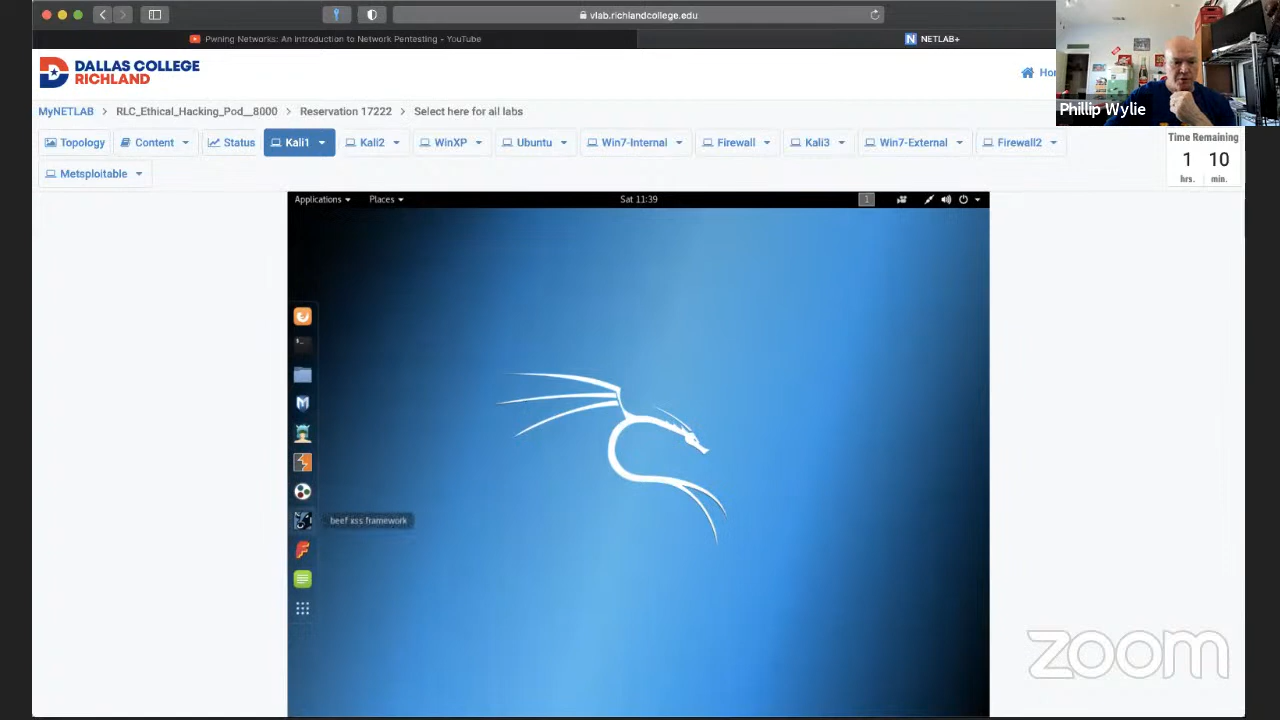 vlab.richlandcollege.edu
Pwning Networks: An Introduction to Network Pentesting - YouTube
NETLAB+
DALLAS COLLEGE
RICHLAND
Phillip Wylie
MyNETLAB
RLC_Ethical_Hacking_Pod__8000
Reservation 17222
Select here for all labs
Topology
Content
Status
Kali1
Kali2
WinXP
Ubuntu
Win7-Internal
Firewall
Kali3
Win7-External
Firewall2
Time Remaining
1 10
hrs. min.
Metsploitable
Applications
Places
Sat 11:39
1
beef xss framework
zoom